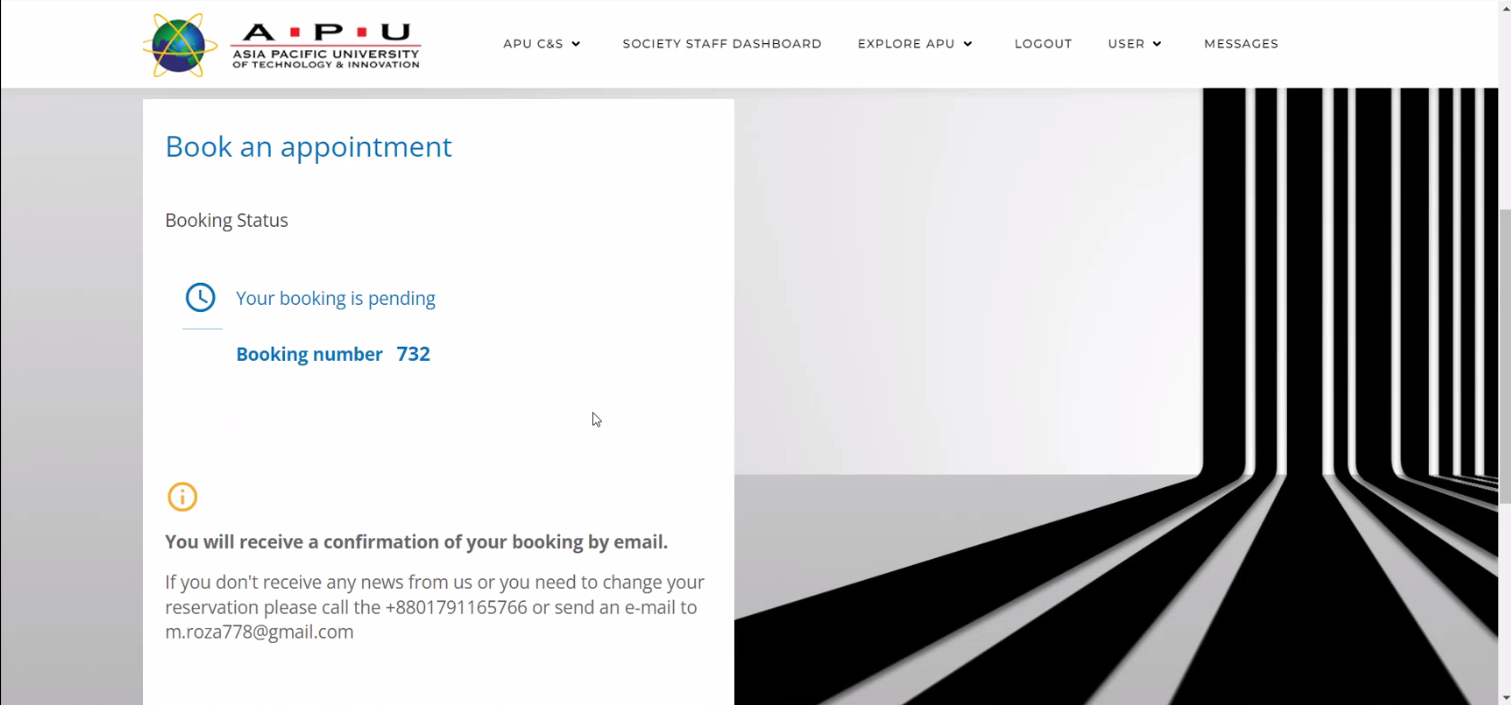 A P U
ASIA PACIFIC UNIVERSITY
OF TECHNOLOGY & INNOVATION
APU C&S
SOCIETY STAFF DASHBOARD
EXPLORE APU
LOGOUT
USER
MESSAGES
Book an appointment
Booking Status
Your booking is pending
Booking number 732
You will receive a confirmation of your booking by email.
If you don't receive any news from us or you need to change your
reservation please call the +8801791165766 or send an e-mail to
m.roza778@gmail.com